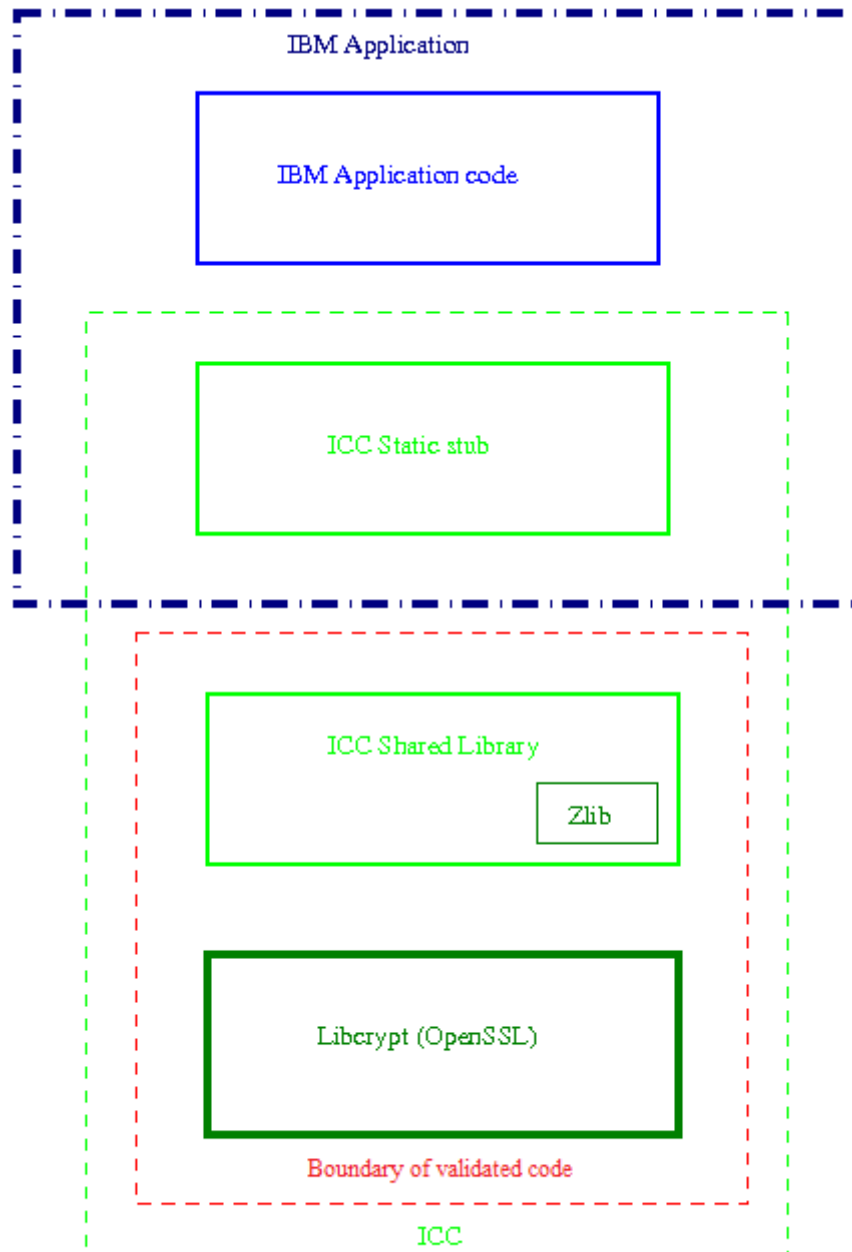 IBM Application
IBM Application code
ICC Static stub
ICC Shared Library
Zlib
Libcrypt (OpenSSL)
Boundary of validated code
ICC